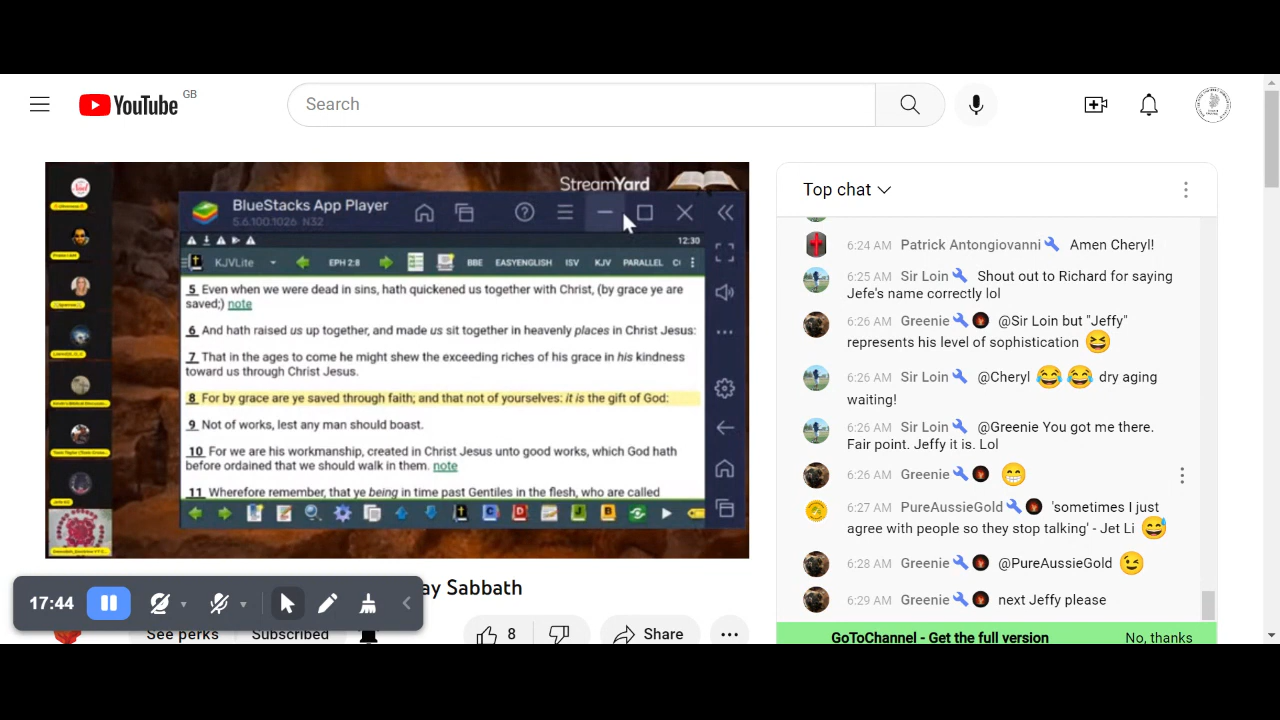 YouTube GB
Search
StreamYard
BlueStacks App Player
5.6.100.1026 N32
12:30
KJVLite EPH 2:8 BBE EASYENGLISH ISV KJV PARALLEL
5 Even when we were dead in sins, hath quickened us together with Christ, (by grace ye are
saved;) note
6 And hath raised us up together, and made us sit together in heavenly places in Christ Jesus:
7 That in the ages to come he might shew the exceeding riches of his grace in his kindness
toward us through Christ Jesus.
8 For by grace are ye saved through faith; and that not of yourselves: it is the gift of God:
9 Not of works, lest any man should boast.
10 For we are his workmanship, created in Christ Jesus unto good works, which God hath
before ordained that we should walk in them. note
11 Wherefore remember, that ye being in time past Gentiles in the flesh, who are called
ay Sabbath
17:44
See perks Subscribed 8 Share
Top chat
6:24 AM Patrick Antongiovanni Amen Cheryl!
6:25 AM Sir Loin Shout out to Richard for saying
Jefe's name correctly lol
6:26 AM Greenie @Sir Loin but "Jeffy"
represents his level of sophistication 😆
6:26 AM Sir Loin @Cheryl 😂 😂 dry aging
waiting!
6:26 AM Sir Loin @Greenie You got me there.
Fair point. Jeffy it is. Lol
6:26 AM Greenie 😁
6:27 AM PureAussieGold 'sometimes I just
agree with people so they stop talking' - Jet Li 😅
6:28 AM Greenie @PureAussieGold 😉
6:29 AM Greenie next Jeffy please
GoToChannel - Get the full version No, thanks